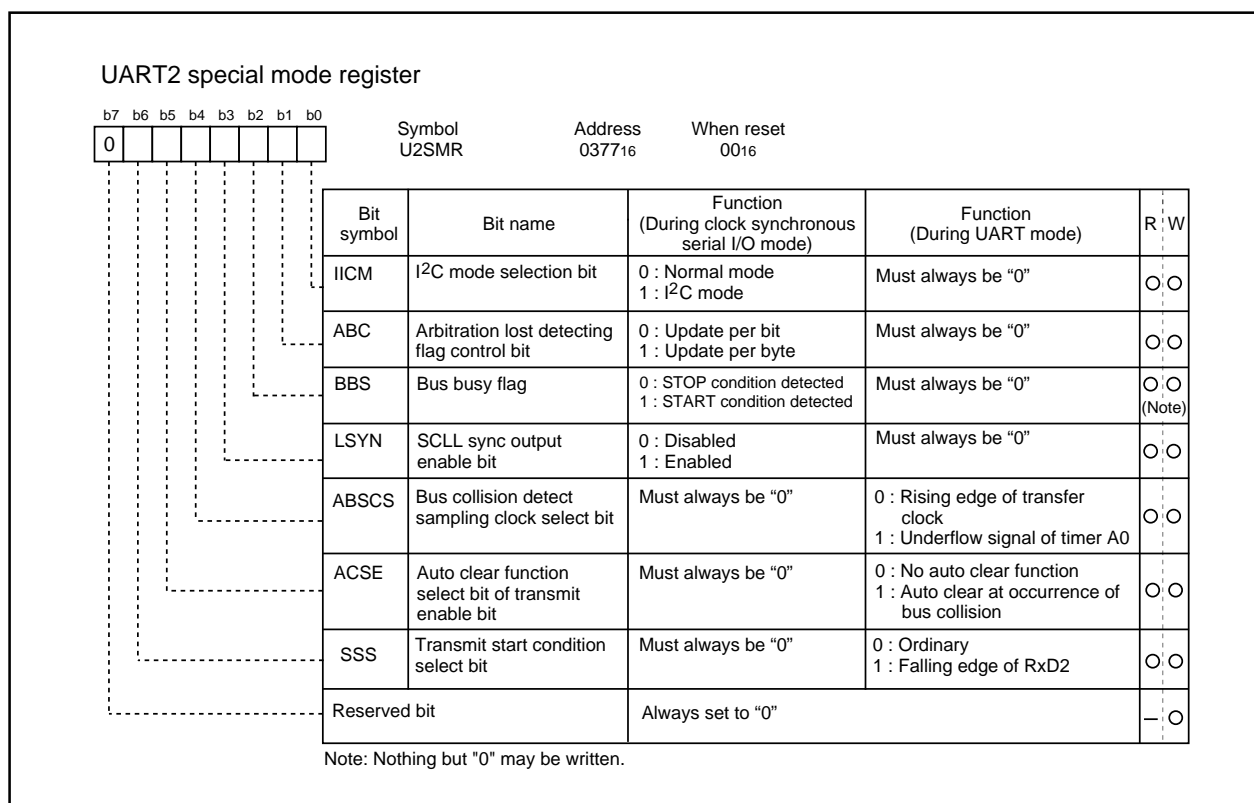 UART2 special mode register
b7 b6 b5 b4 b3 b2 b1 b0
0
Symbol Address When reset
U2SMR 037716 0016
Bit symbol
Bit name
Function
(During clock synchronous
serial I/O mode)
Function
(During UART mode)
R W
IICM
I2C mode selection bit
0 : Normal mode
1 : I2C mode
Must always be “0”
ABC
Arbitration lost detecting
flag control bit
0 : Update per bit
1 : Update per byte
Must always be “0”
BBS
Bus busy flag
0 : STOP condition detected
1 : START condition detected
Must always be “0”
(Note)
LSYN
SCLL sync output
enable bit
0 : Disabled
1 : Enabled
Must always be “0”
ABSCS
Bus collision detect
sampling clock select bit
Must always be “0”
0 : Rising edge of transfer
clock
1 : Underflow signal of timer A0
ACSE
Auto clear function
select bit of transmit
enable bit
Must always be “0”
0 : No auto clear function
1 : Auto clear at occurrence of
bus collision
SSS
Transmit start condition
select bit
Must always be “0”
0 : Ordinary
1 : Falling edge of RxD2
Reserved bit
Always set to “0”
–
Note: Nothing but "0" may be written.